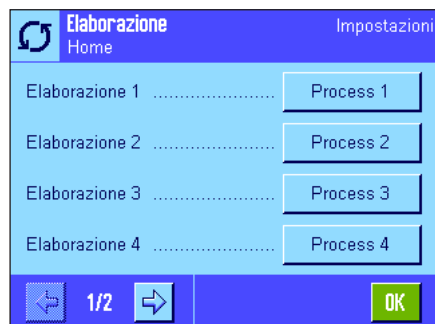 Elaborazione
Home
Impostazioni
Elaborazione 1 ...................... Process 1
Elaborazione 2 ...................... Process 2
Elaborazione 3 ...................... Process 3
Elaborazione 4 ...................... Process 4
1/2
OK